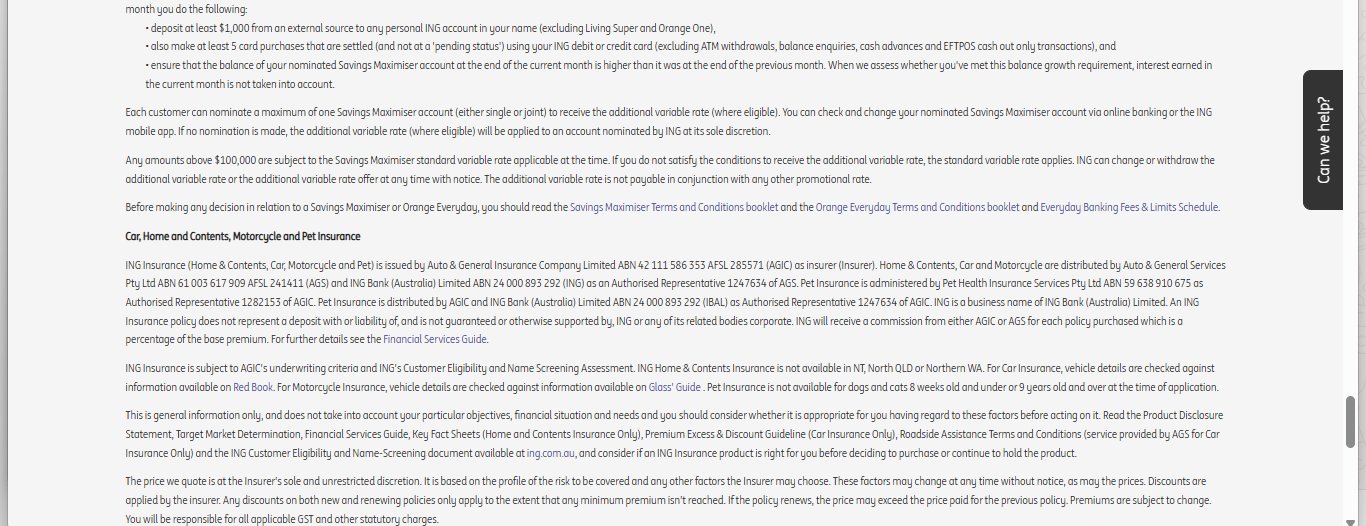 month you do the following:
• deposit at least $1,000 from an external source to any personal ING account in your name (excluding Living Super and Orange One),
• also make at least 5 card purchases that are settled (and not at a 'pending status') using your ING debit or credit card (excluding ATM withdrawals, balance enquiries, cash advances and EFTPOS cash out only transactions), and
• ensure that the balance of your nominated Savings Maximiser account at the end of the current month is higher than it was at the end of the previous month. When we assess whether you've met this balance growth requirement, interest earned in
the current month is not taken into account.
Each customer can nominate a maximum of one Savings Maximiser account (either single or joint) to receive the additional variable rate (where eligible). You can check and change your nominated Savings Maximiser account via online banking or the ING
mobile app. If no nomination is made, the additional variable rate (where eligible) will be applied to an account nominated by ING at its sole discretion.
Any amounts above $100,000 are subject to the Savings Maximiser standard variable rate applicable at the time. If you do not satisfy the conditions to receive the additional variable rate, the standard variable rate applies. ING can change or withdraw the
additional variable rate or the additional variable rate offer at any time with notice. The additional variable rate is not payable in conjunction with any other promotional rate.
Before making any decision in relation to a Savings Maximiser or Orange Everyday, you should read the Savings Maximiser Terms and Conditions booklet and the Orange Everyday Terms and Conditions booklet and Everyday Banking Fees & Limits Schedule.
Car, Home and Contents, Motorcycle and Pet Insurance
ING Insurance (Home & Contents, Car, Motorcycle and Pet) is issued by Auto & General Insurance Company Limited ABN 42 111 586 353 AFSL 285571 (AGIC) as insurer (Insurer). Home & Contents, Car and Motorcycle are distributed by Auto & General Services
Pty Ltd ABN 61 003 617 909 AFSL 241411 (AGS) and ING Bank (Australia) Limited ABN 24 000 893 292 (ING) as an Authorised Representative 1247634 of AGS. Pet Insurance is administered by Pet Health Insurance Services Pty Ltd ABN 59 638 910 675 as
Authorised Representative 1282153 of AGIC. Pet Insurance is distributed by AGIC and ING Bank (Australia) Limited ABN 24 000 893 292 (IBAL) as Authorised Representative 1247634 of AGIC. ING is a business name of ING Bank (Australia) Limited. An ING
Insurance policy does not represent a deposit with or liability of, and is not guaranteed or otherwise supported by, ING or any of its related bodies corporate. ING will receive a commission from either AGIC or AGS for each policy purchased which is a
percentage of the base premium. For further details see the Financial Services Guide.
ING Insurance is subject to AGIC's underwriting criteria and ING's Customer Eligibility and Name Screening Assessment. ING Home & Contents Insurance is not available in NT, North QLD or Northern WA. For Car Insurance, vehicle details are checked against
information available on Red Book. For Motorcycle Insurance, vehicle details are checked against information available on Glass' Guide . Pet Insurance is not available for dogs and cats 8 weeks old and under or 9 years old and over at the time of application.
This is general information only, and does not take into account your particular objectives, financial situation and needs and you should consider whether it is appropriate for you having regard to these factors before acting on it. Read the Product Disclosure
Statement, Target Market Determination, Financial Services Guide, Key Fact Sheets (Home and Contents Insurance Only), Premium Excess & Discount Guideline (Car Insurance Only), Roadside Assistance Terms and Conditions (service provided by AGS for Car
Insurance Only) and the ING Customer Eligibility and Name-Screening document available at ing.com.au, and consider if an ING Insurance product is right for you before deciding to purchase or continue to hold the product.
The price we quote is at the Insurer's sole and unrestricted discretion. It is based on the profile of the risk to be covered and any other factors the Insurer may choose. These factors may change at any time without notice, as may the prices. Discounts are
applied by the insurer. Any discounts on both new and renewing policies only apply to the extent that any minimum premium isn't reached. If the policy renews, the price may exceed the price paid for the previous policy. Premiums are subject to change.
You will be responsible for all applicable GST and other statutory charges.
Can we help?